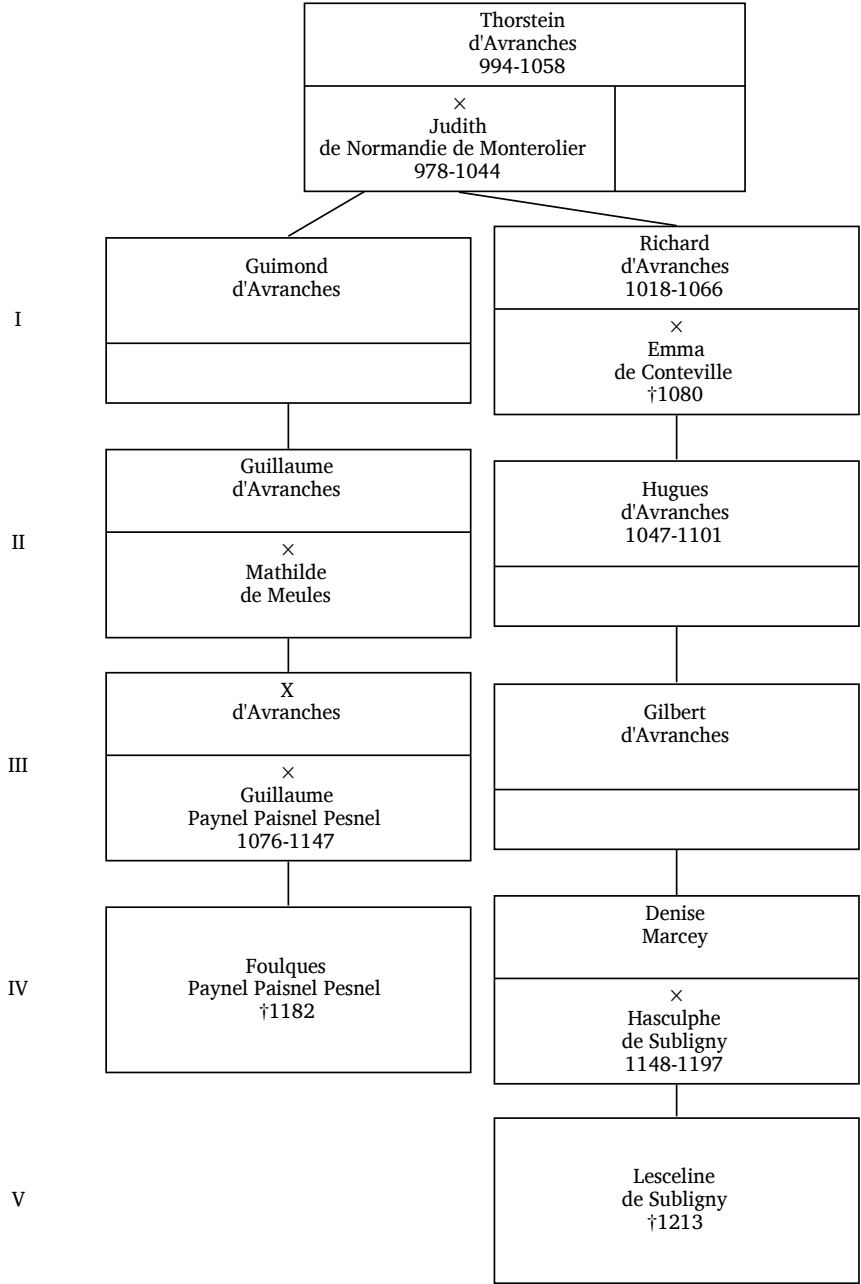 Thorstein
d'Avranches
994-1058
×
Judith
de Normandie de Monterolier
978-1044
I
Guimond
d'Avranches
Richard
d'Avranches
1018-1066
×
Emma
de Conteville
†1080
II
Guillaume
d'Avranches
×
Mathilde
de Meules
Hugues
d'Avranches
1047-1101
III
X
d'Avranches
×
Guillaume
Paynel Paisnel Pesnel
1076-1147
Gilbert
d'Avranches
IV
Foulques
Paynel Paisnel Pesnel
†1182
Denise
Marcey
×
Hasculphe
de Subligny
1148-1197
V
Lesceline
de Subligny
†1213